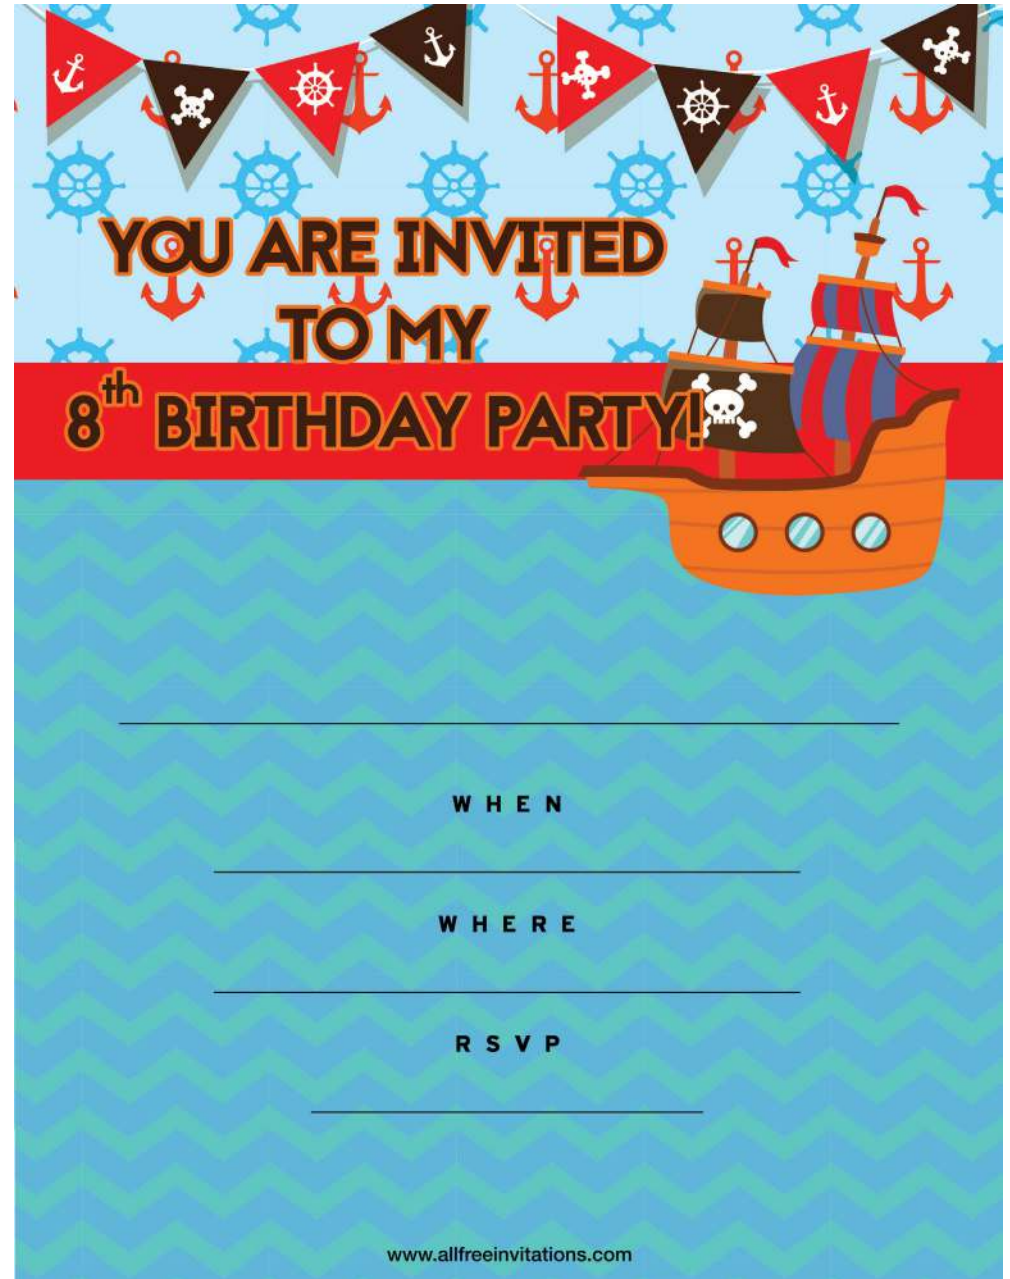 YOU ARE INVITED
TO MY
8th BIRTHDAY PARTY!
WHEN
WHERE
RSVP
www.allfreeinvitations.com